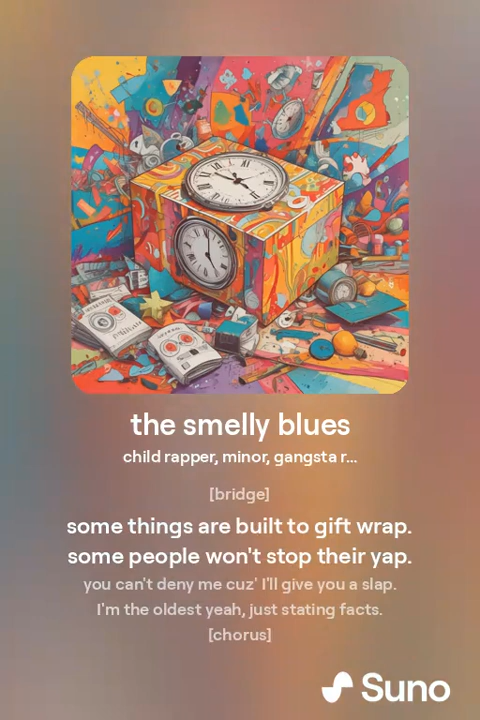 the smelly blues
child rapper, minor, gangsta r...
[bridge]
some things are built to gift wrap.
some people won't stop their yap.
you can't deny me cuz' I'll give you a slap.
I'm the oldest yeah, just stating facts.
[chorus]
Suno